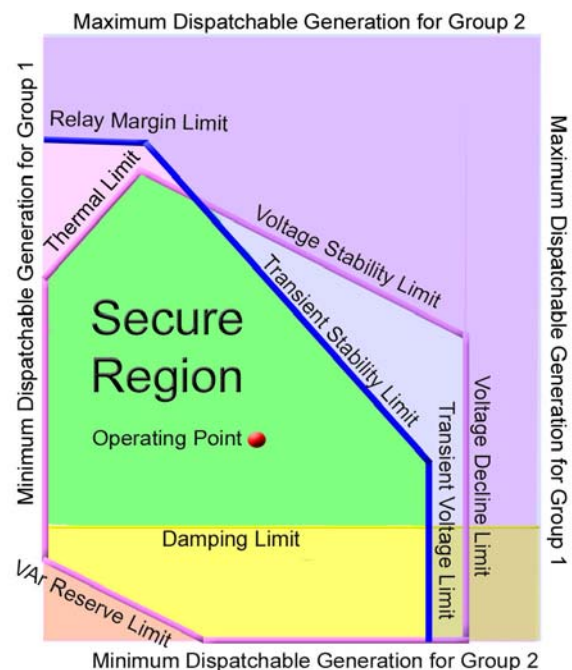 Maximum Dispatchable Generation for Group 2
Minimum Dispatchable Generation for Group 1
Maximum Dispatchable Generation for Group 1
Relay Margin Limit
Thermal Limit
Voltage Stability Limit
Transient Stability Limit
Secure
Region
Operating Point
Transient Voltage Limit
Voltage Decline Limit
Damping Limit
VAr Reserve Limit
Minimum Dispatchable Generation for Group 2